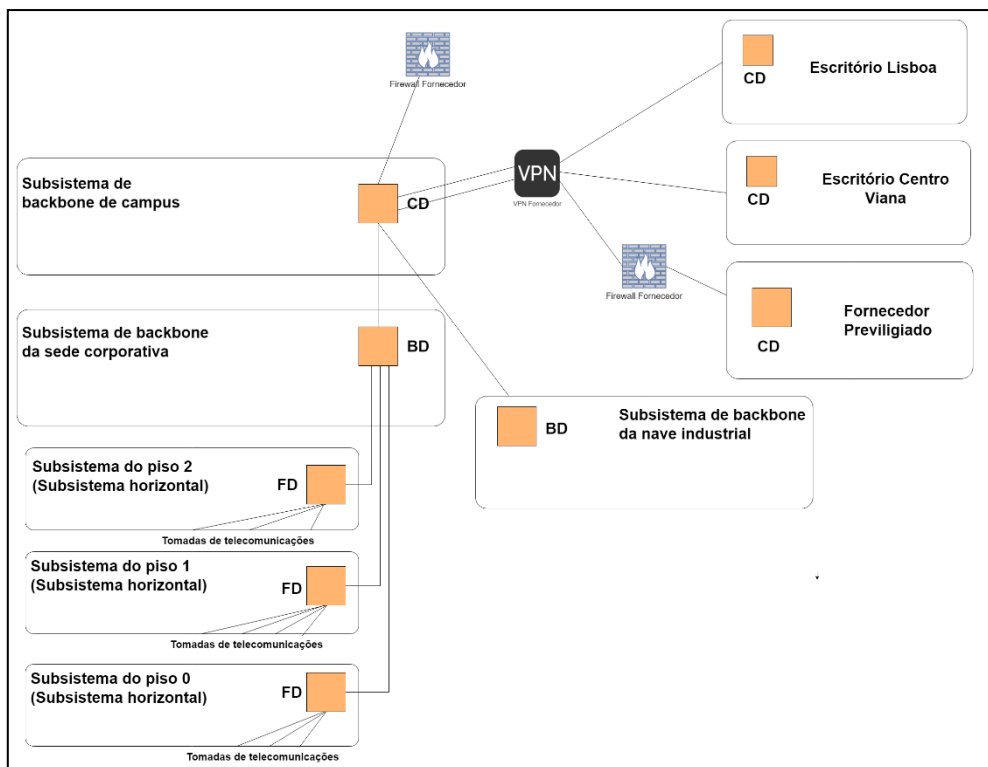 Firewall Fornecedor
CD
Escritório Lisboa
VPN
VPN Fornecedor
Subsistema de
backbone de campus
CD
CD
Escritório Centro
Viana
Firewall Fornecedor
CD
Fornecedor
Previligiado
Subsistema de backbone
da sede corporativa
BD
BD
Subsistema de backbone
da nave industrial
Subsistema do piso 2
(Subsistema horizontal)
FD
Tomadas de telecomunicações
Subsistema do piso 1
(Subsistema horizontal)
FD
Tomadas de telecomunicações
Subsistema do piso 0
(Subsistema horizontal)
FD
Tomadas de telecomunicações